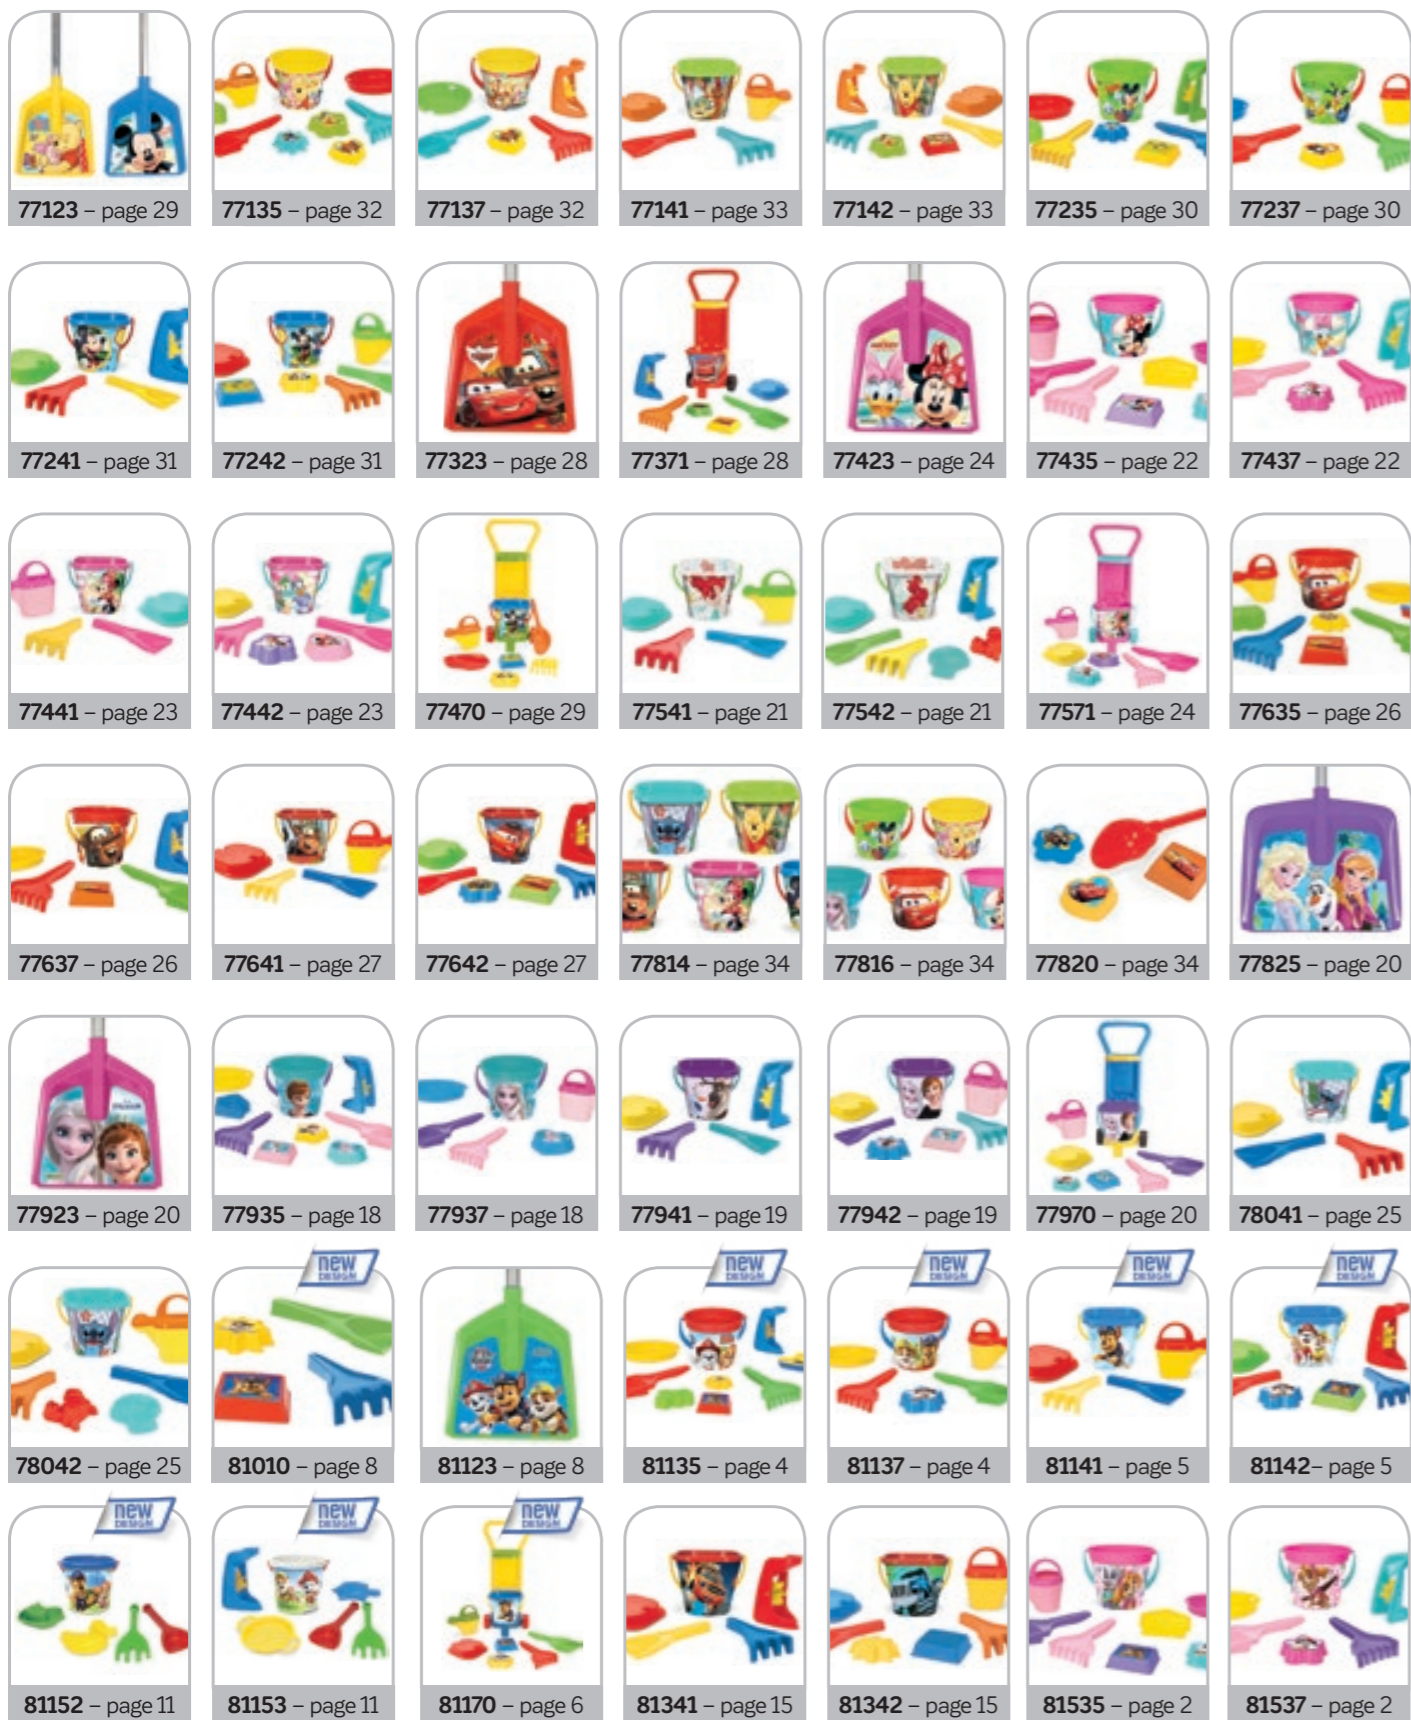 77123 – page 29
77135 – page 32
77137 – page 32
77141 – page 33
77142 – page 33
77235 – page 30
77237 – page 30
77241 – page 31
77242 – page 31
77323 – page 28
77371 – page 28
77423 – page 24
77435 – page 22
77437 – page 22
77441 – page 23
77442 – page 23
77470 – page 29
77541 – page 21
77542 – page 21
77571 – page 24
77635 – page 26
77637 – page 26
77641 – page 27
77642 – page 27
77814 – page 34
77816 – page 34
77820 – page 34
77825 – page 20
77923 – page 20
77935 – page 18
77937 – page 18
77941 – page 19
77942 – page 19
77970 – page 20
78041 – page 25
new
DESIGN
new
DESIGN
new
DESIGN
new
DESIGN
new
DESIGN
78042 – page 25
81010 – page 8
81123 – page 8
81135 – page 4
81137 – page 4
81141 – page 5
81142– page 5
new
DESIGN
new
DESIGN
new
DESIGN
81152 – page 11
81153 – page 11
81170 – page 6
81341 – page 15
81342 – page 15
81535 – page 2
81537 – page 2